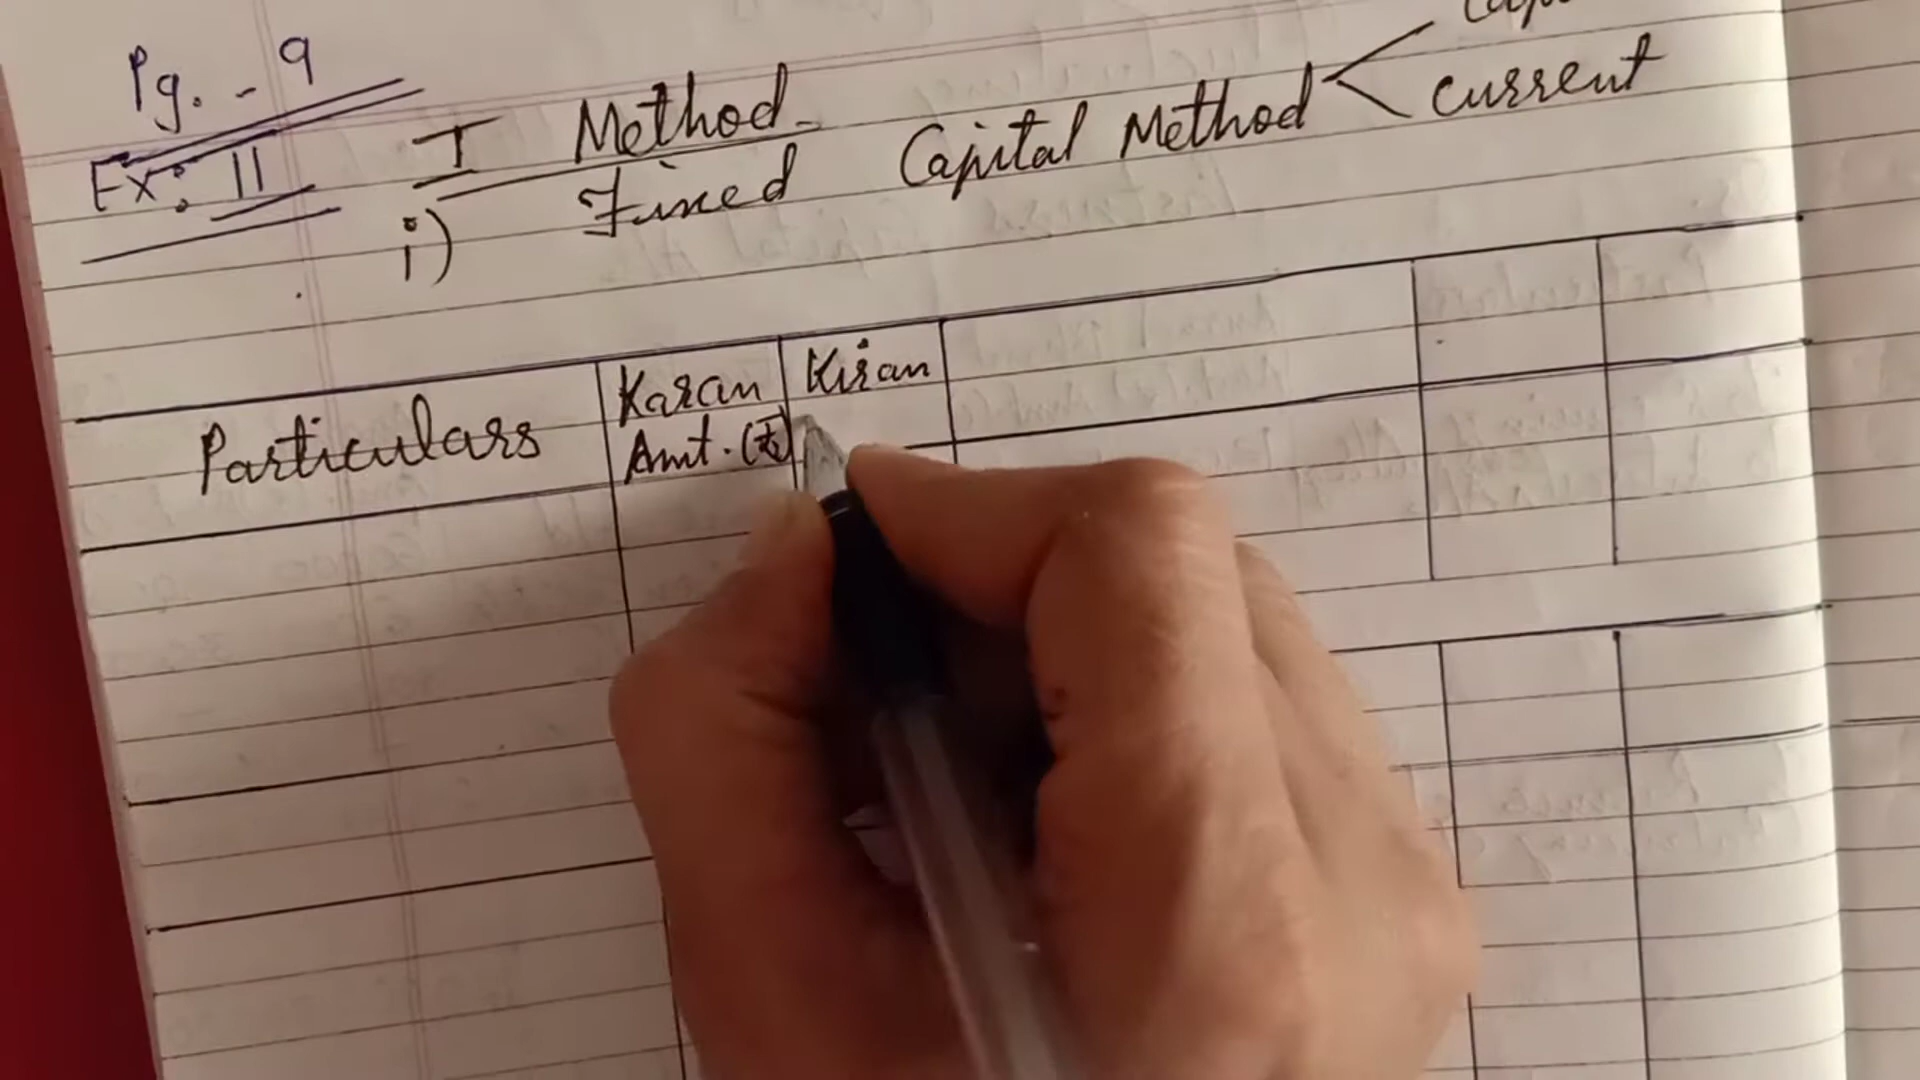 Pg. - 9
Ex: 11 I Method -
i) Fixed Capital Method < current
Particulars Karan Kiran
Amt. (₹)